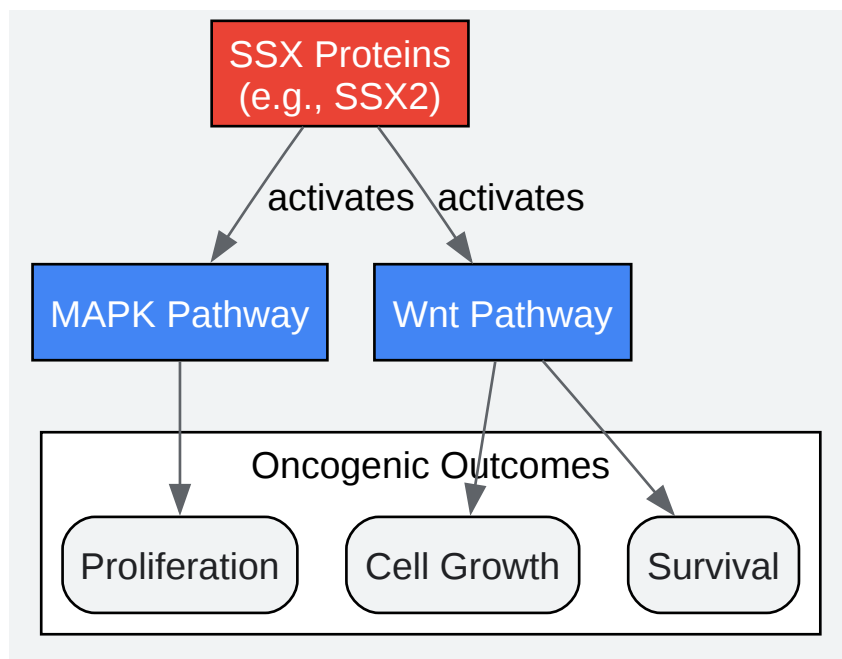 SSX Proteins
(e.g., SSX2)
activates
activates
MAPK Pathway
Wnt Pathway
Oncogenic Outcomes
Proliferation
Cell Growth
Survival